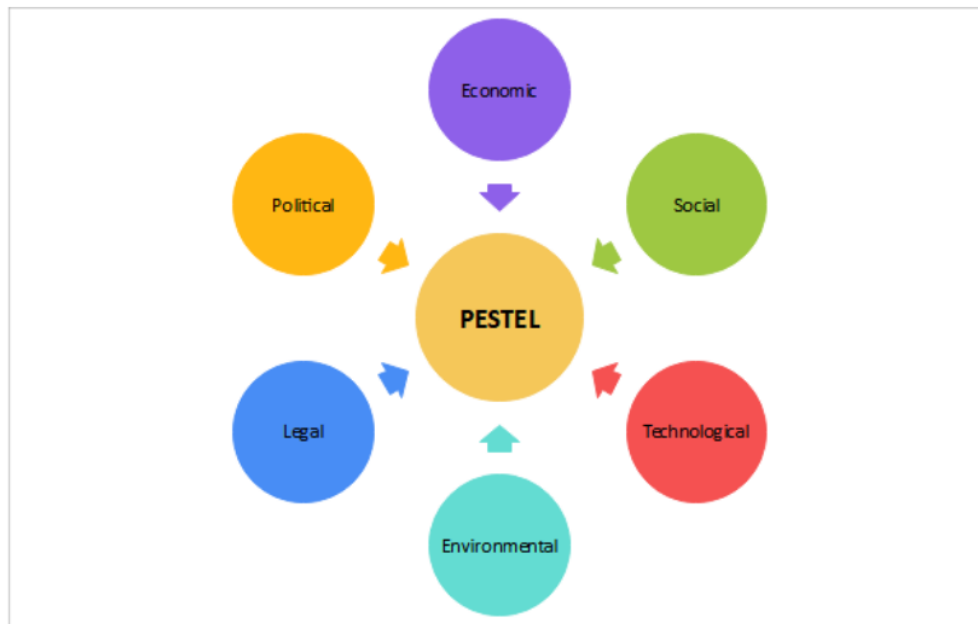 Economic
Political
Social
PESTEL
Legal
Technological
Environmental